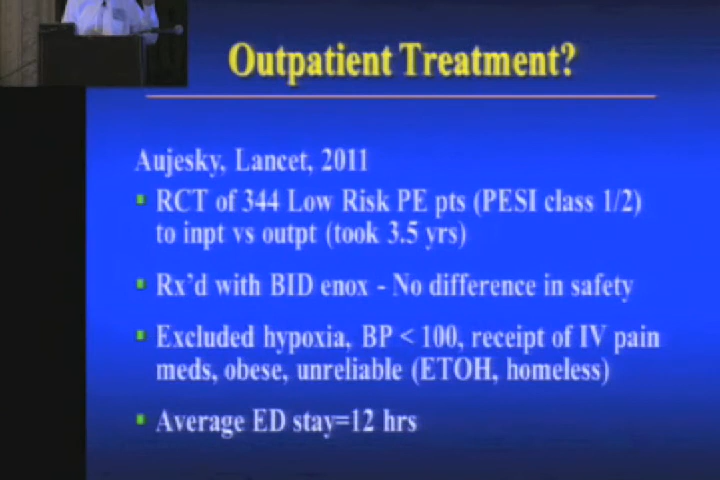 Outpatient Treatment?
Aujesky, Lancet, 2011
RCT of 344 Low Risk PE pts (PESI class 1/2)
to inpt vs outpt (took 3.5 yrs)
Rx'd with BID enox - No difference in safety
Excluded hypoxia, BP < 100, receipt of IV pain
meds, obese, unreliable (ETOH, homeless)
Average ED stay=12 hrs